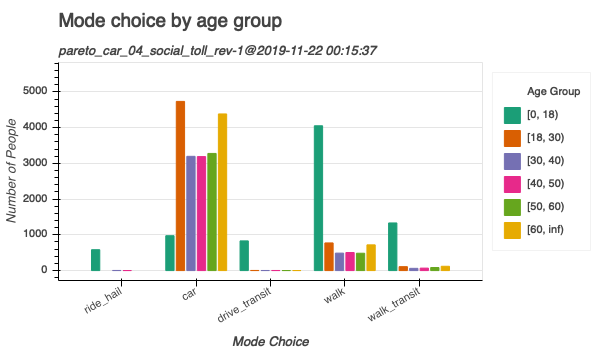 Mode choice by age group
pareto_car_04_social_toll_rev-1@2019-11-22 00:15:37
Number of People
5000
4000
3000
2000
1000
0
ride_hail
car
drive_transit
walk
walk_transit
Mode Choice
Age Group
[0, 18)
[18, 30)
[30, 40)
[40, 50)
[50, 60)
[60, inf)